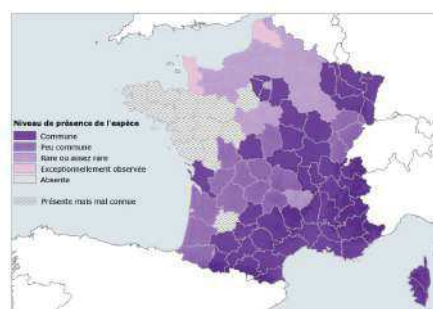 Niveau de présence de l'espèce
Commune
Peu commune
Rare ou assez rare
Exceptionnellement observée
Absente
Présente mais mal connue